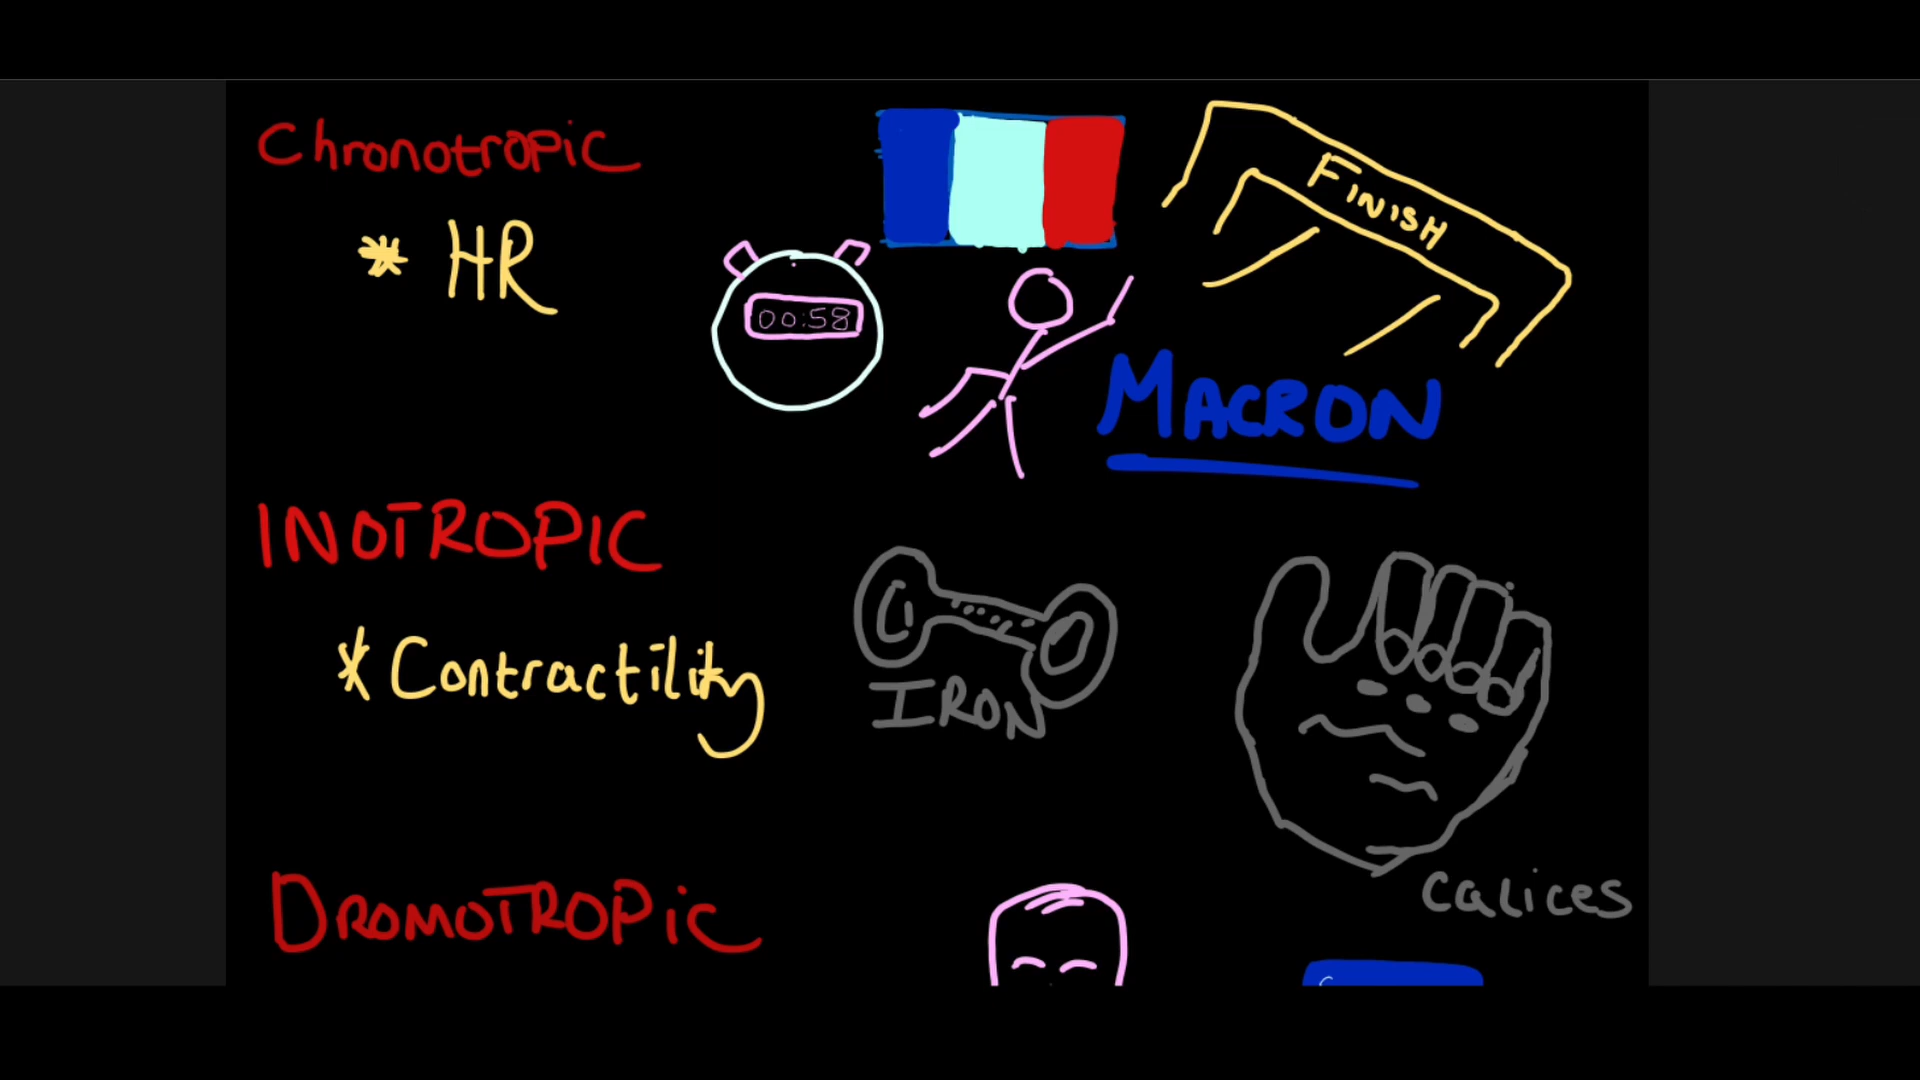 Chronotropic
* HR
00:58
FINISH
MACRON
INOTROPIC
* Contractility
IRON
Calices
DROMOTROPIC